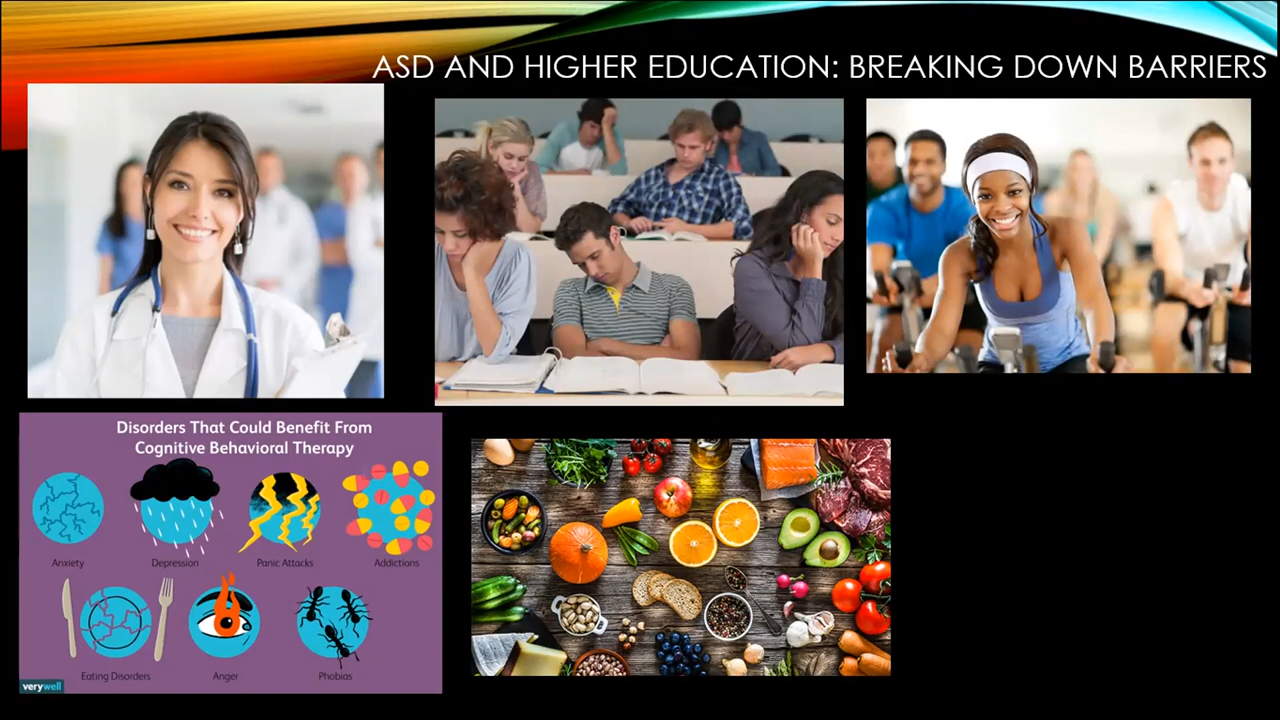 ASD AND HIGHER EDUCATION: BREAKING DOWN BARRIERS
Disorders That Could Benefit From
Cognitive Behavioral Therapy
Anxiety
Depression
Panic Attacks
Addictions
Eating Disorders
Anger
Phobias
verywell